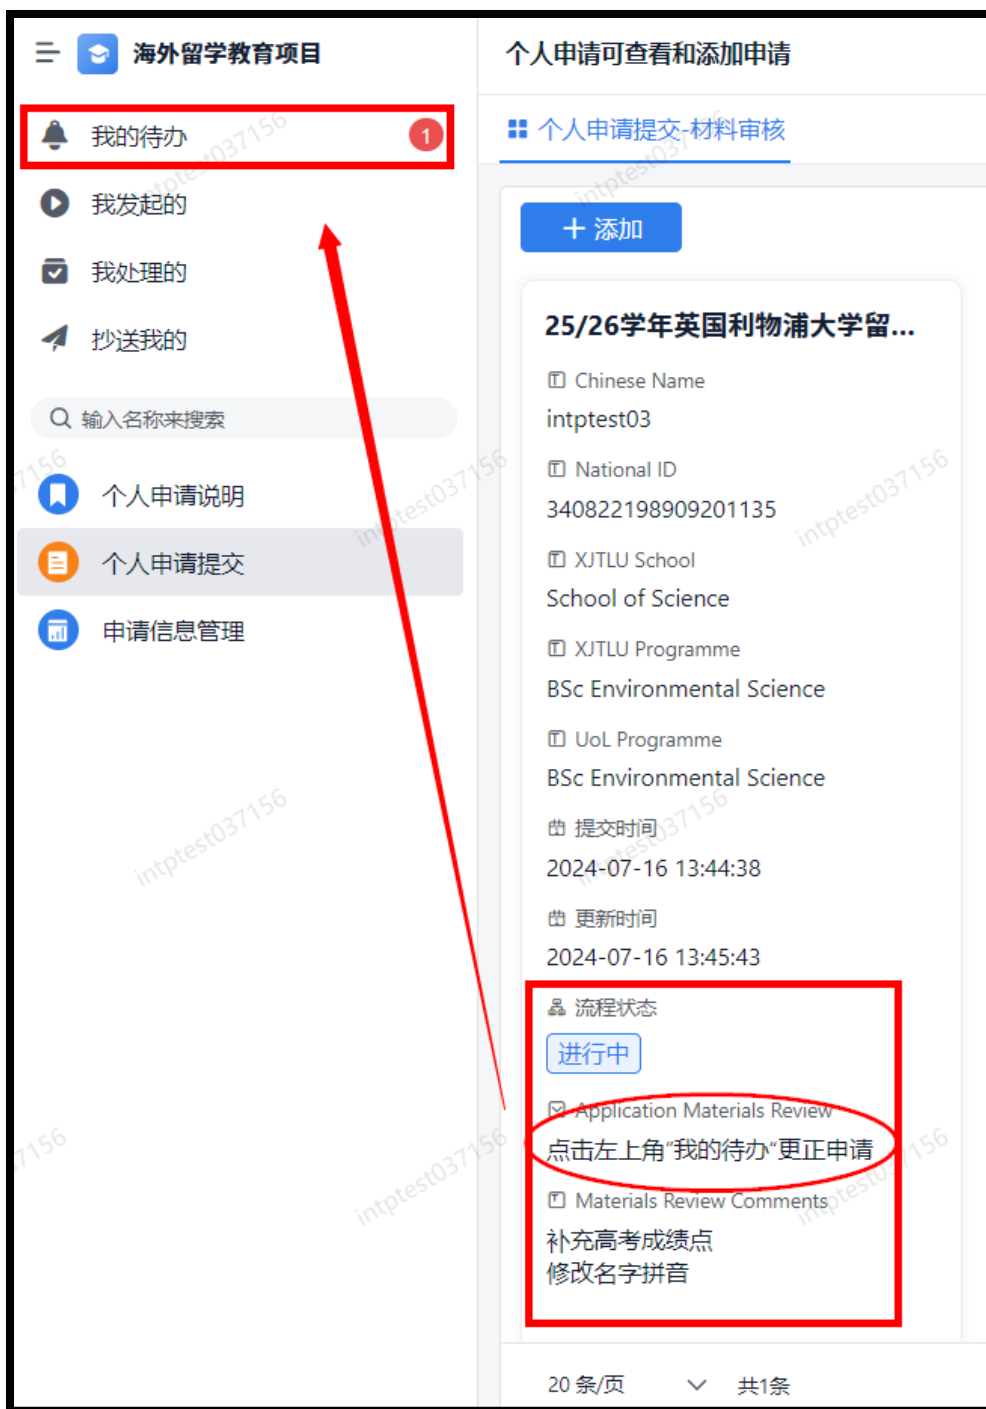 海外留学教育项目
我的待办
1
我发起的
我处理的
抄送我的
输入名称来搜索
个人申请说明
个人申请提交
申请信息管理
个人申请可查看和添加申请
个人申请提交-材料审核
添加
25/26学年英国利物浦大学留...
Chinese Name
intptest03
National ID
340822198909201135
XJTLU School
School of Science
XJTLU Programme
BSc Environmental Science
UoL Programme
BSc Environmental Science
提交时间
2024-07-16 13:44:38
更新时间
2024-07-16 13:45:43
流程状态
进行中
Application Materials Review
点击左上角"我的待办"更正申请
Materials Review Comments
补充高考成绩点
修改名字拼音
20 条/页
共1条
intptest037156
intptest037156
intptest037156
intptest037156
intptest037156
intptest037156
intptest037156
intptest037156